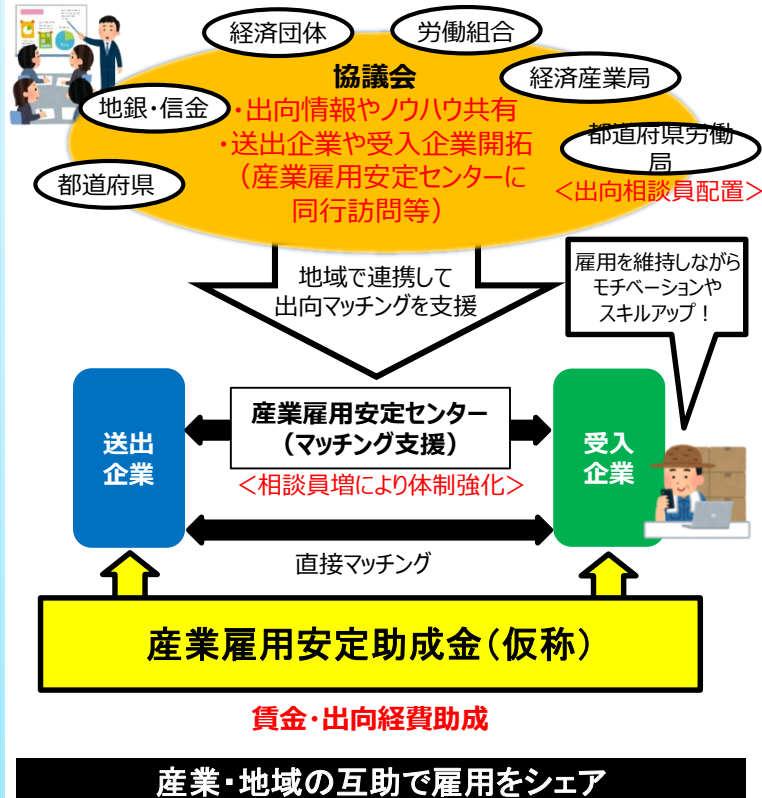 経済団体
労働組合
協議会
経済産業局
地銀・信金
・出向情報やノウハウ共有
・送出企業や受入企業開拓
（産業雇用安定センターに
同行訪問等）
都道府県労働
局
＜出向相談員配置＞
都道府県
地域で連携して
出向マッチングを支援
雇用を維持しながら
モチベーションや
スキルアップ！
送出
企業
産業雇用安定センター
（マッチング支援）
＜相談員増により体制強化＞
受入
企業
直接マッチング
産業雇用安定助成金（仮称）
賃金・出向経費助成
産業・地域の互助で雇用をシェア